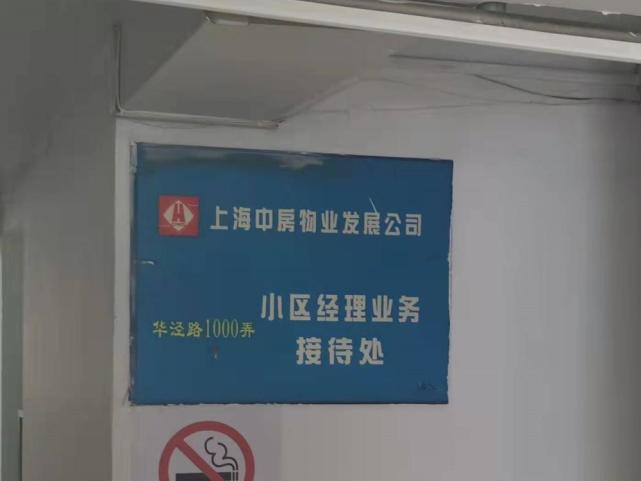 上海中房物业发展公司
小区经理业务
华泾路1000弄
接待处